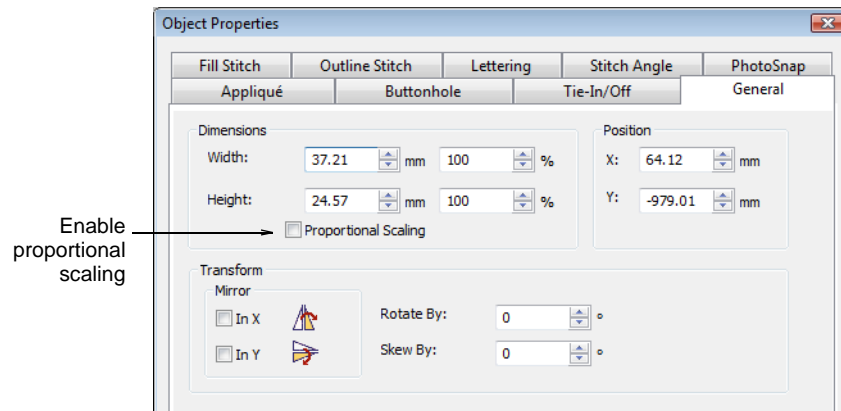 Object Properties
Fill Stitch Outline Stitch Lettering Stitch Angle PhotoSnap
Appliqué Buttonhole Tie-In/Off General
Dimensions Position
Width: 37.21 mm 100 % X: 64.12 mm
Height: 24.57 mm 100 % Y: -979.01 mm
Enable
proportional
scaling
Proportional Scaling
Transform
Mirror
In X Rotate By: 0 °
In Y Skew By: 0 °